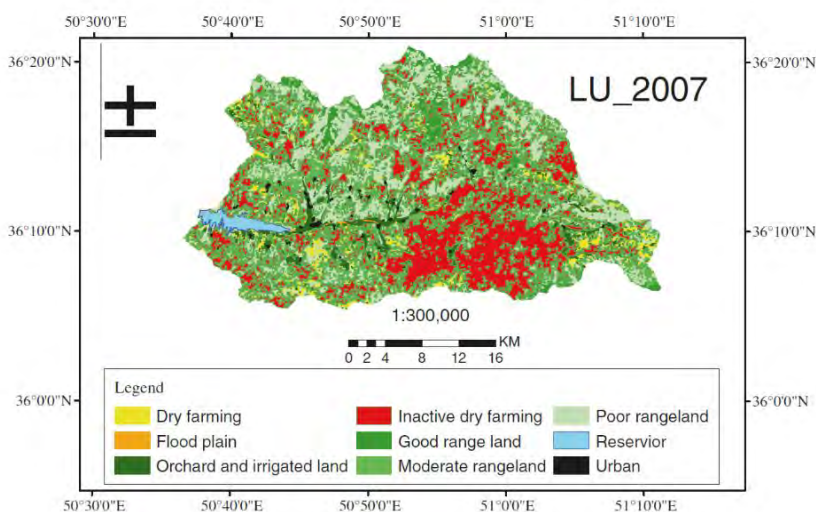 50°30'0"E 50°40'0"E 50°50'0"E 51°0'0"E 51°10'0"E
36°20'0"N 36°20'0"N
LU_2007
36°10'0"N 36°10'0"N
1:300,000
KM
0 2 4 8 12 16
36°0'0"N 36°0'0"N
Legend
Dry farming Inactive dry farming Poor rangeland
Flood plain Good range land Reservior
Orchard and irrigated land Moderate rangeland Urban
50°30'0"E 50°40'0"E 50°50'0"E 51°0'0"E 51°10'0"E